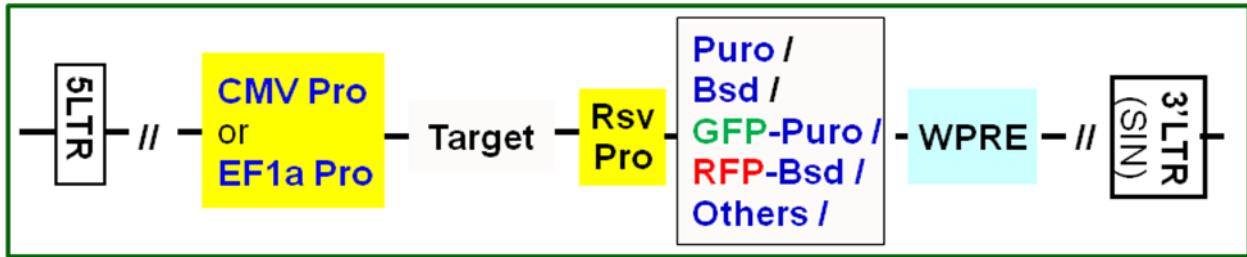 5LTR
//
CMV Pro
or
EF1a Pro
Target
Rsv
Pro
Puro /
Bsd /
GFP-Puro /
RFP-Bsd /
Others /
WPRE
//
3'LTR
(SIN)